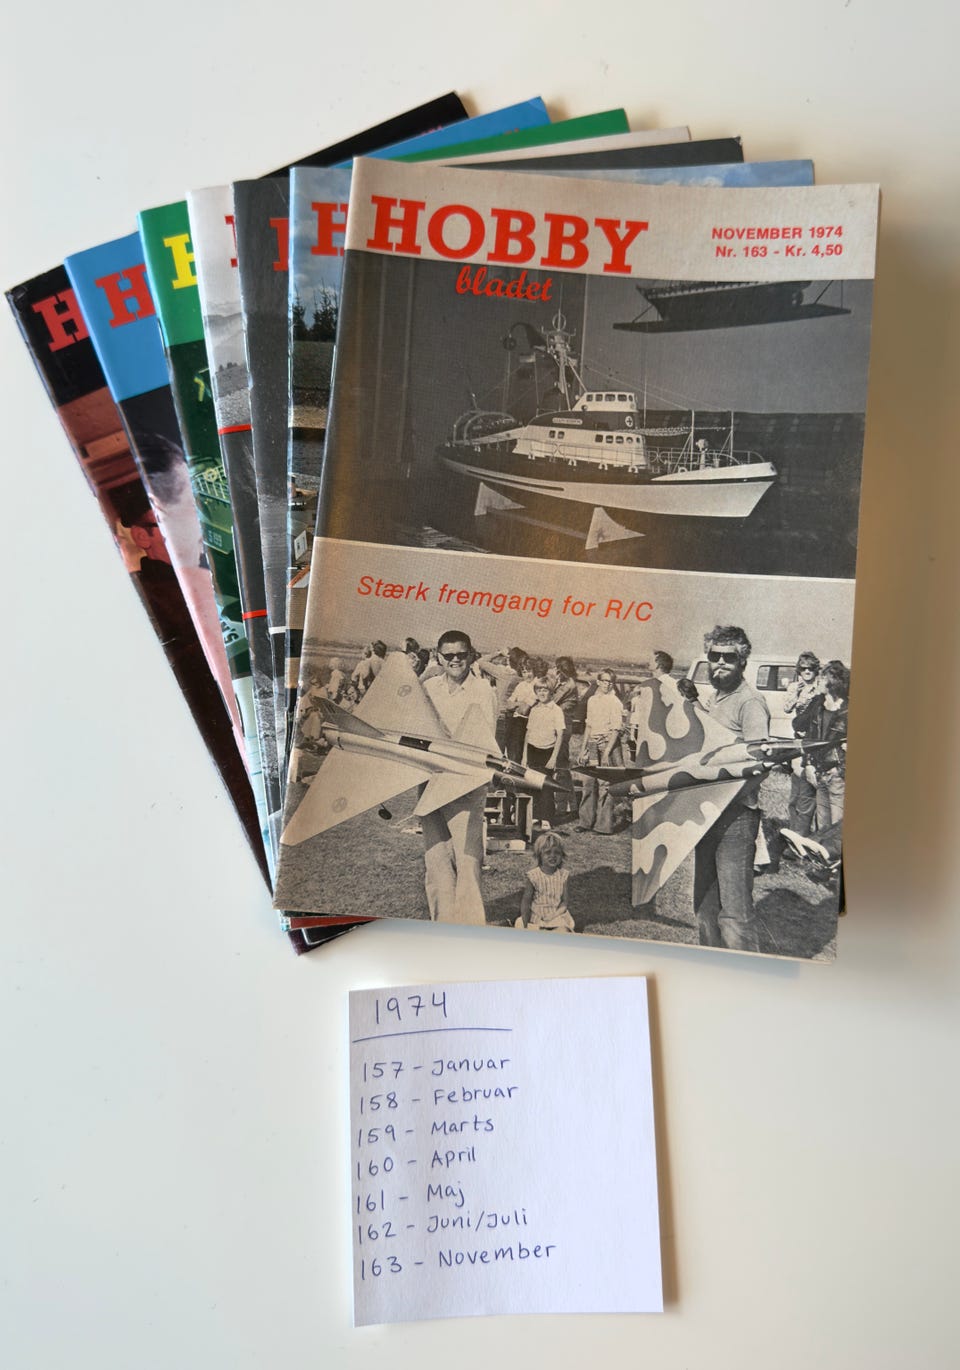 HOBBY
bladet
NOVEMBER 1974
Nr. 163 - Kr. 4,50
Stærk fremgang for R/C
1974
157 - Januar
158 - Februar
159 - Marts
160 - April
161 - Maj
162 - Juni/Juli
163 - November